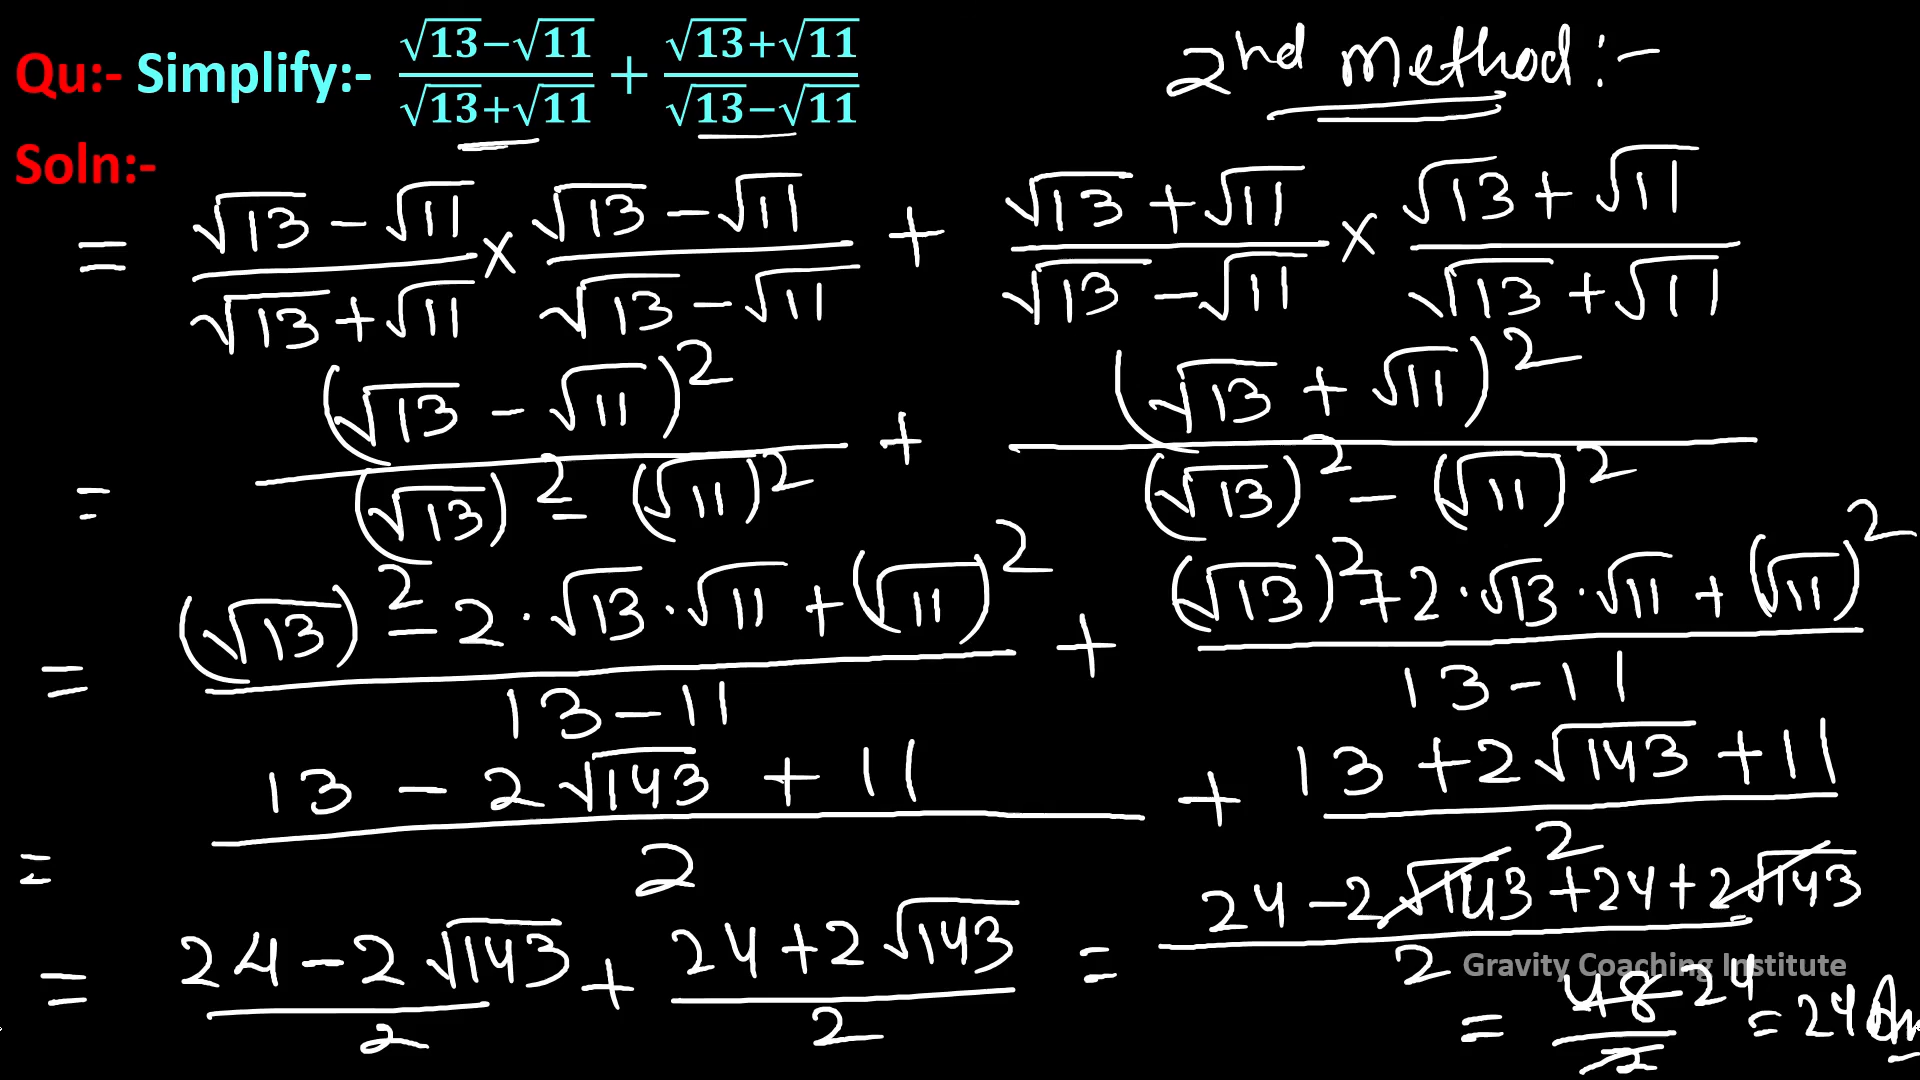 Qu:- Simplify:- (√13−√11)/(√13+√11) + (√13+√11)/(√13−√11)
2nd method:-
Soln:-
= (√13 − √11)/(√13 + √11) × (√13 − √11)/(√13 − √11) + (√13 + √11)/(√13 − √11) × (√13 + √11)/(√13 + √11)
= (√13 − √11)²/((√13)² − (√11)²) + (√13 + √11)²/((√13)² − (√11)²)
= ((√13)² − 2·√13·√11 + (√11)²)/(13 − 11) + ((√13)² + 2·√13·√11 + (√11)²)/(13 − 11)
= (13 − 2√143 + 11)/2 + (13 + 2√143 + 11)/2
= (24 − 2√143)/2 + (24 + 2√143)/2 = (24 − 2√143 + 24 + 2√143)/2
Gravity Coaching Institute
= 48/2 24 = 24